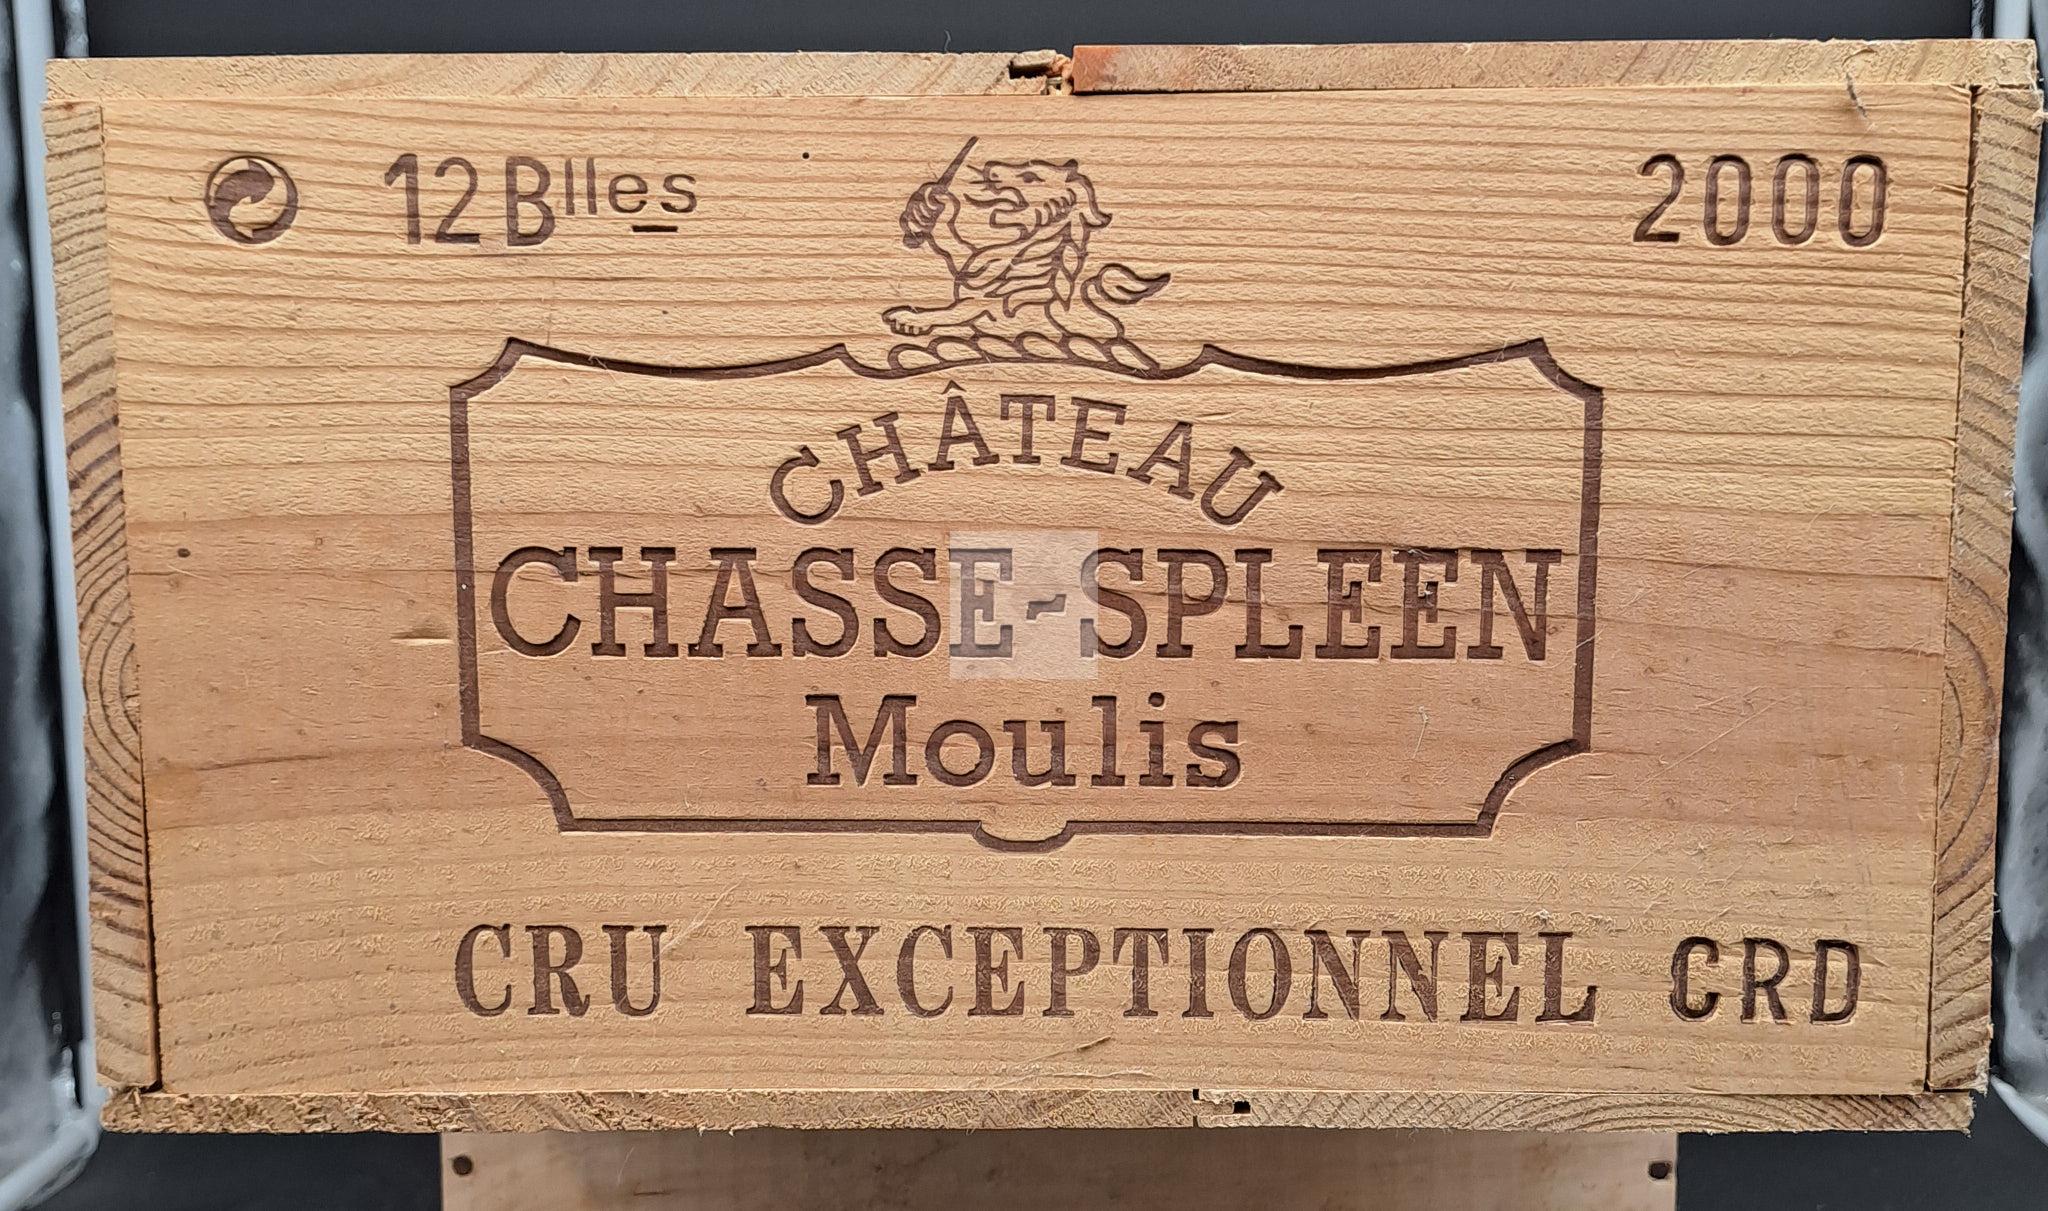 12 Blles 2000
CHÂTEAU
CHASSE-SPLEEN
Moulis
CRU EXCEPTIONNEL CRD